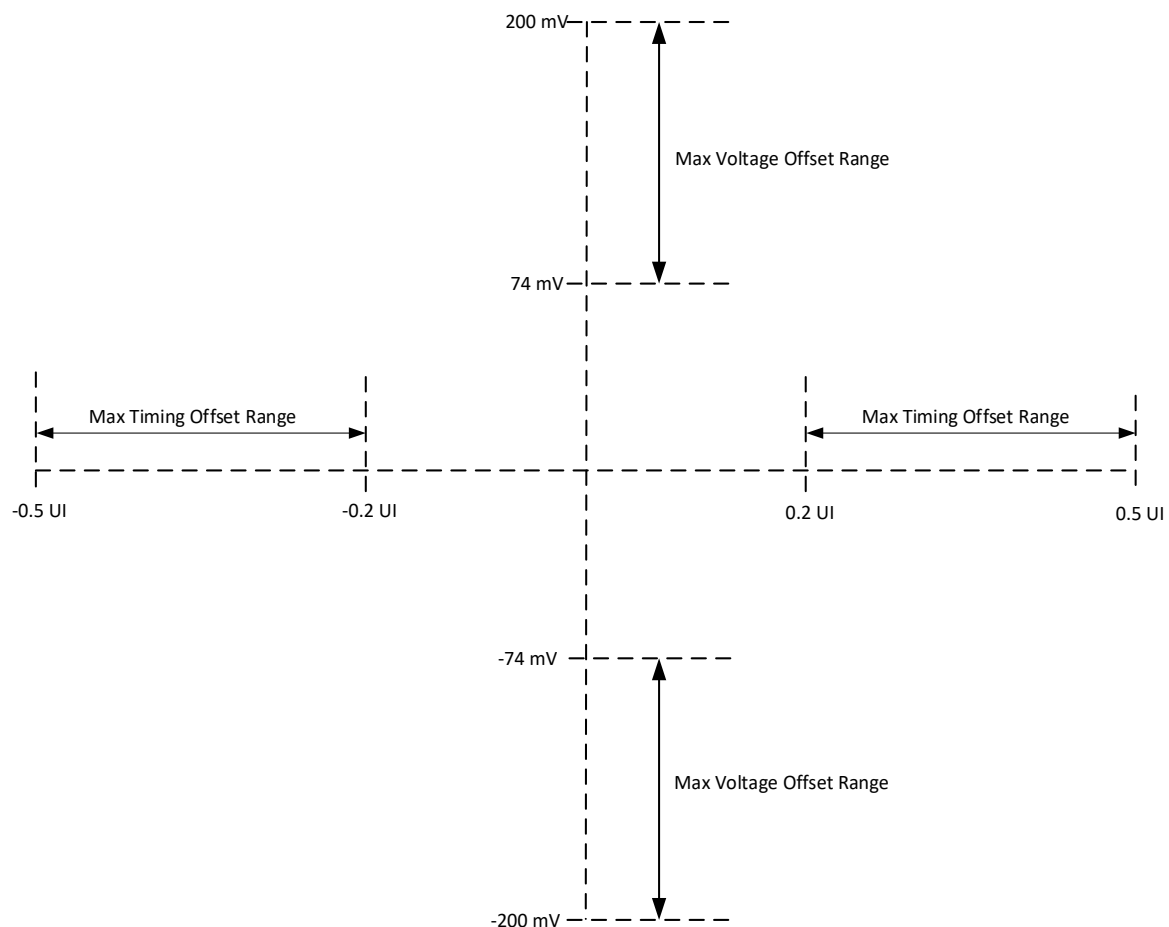 200 mV
Max Voltage Offset Range
74 mV
Max Timing Offset Range
Max Timing Offset Range
-0.5 UI
-0.2 UI
0.2 UI
0.5 UI
-74 mV
Max Voltage Offset Range
-200 mV